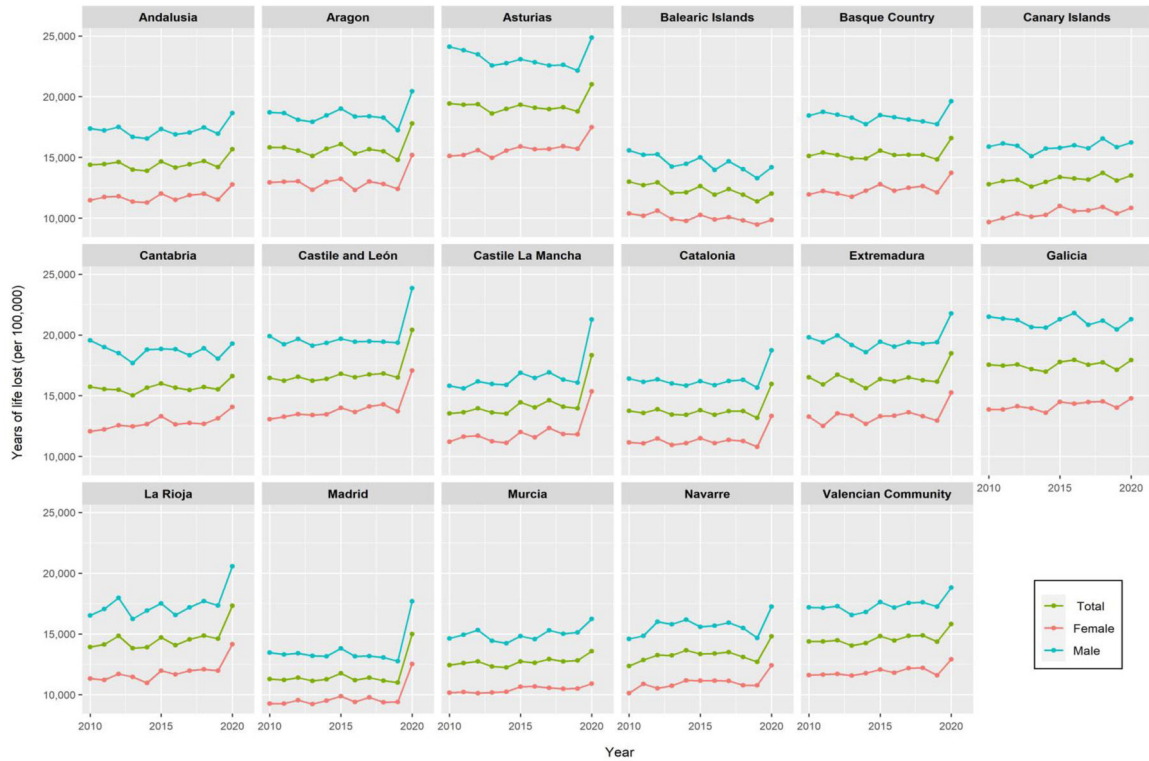 Andalusia
Aragon
Asturias
Balearic Islands
Basque Country
Canary Islands
25,000
20,000
15,000
10,000
Cantabria
Castile and León
Castile La Mancha
Catalonia
Extremadura
Galicia
25,000
20,000
15,000
10,000
Years of life lost (per 100,000)
2010 2015 2020
La Rioja
Madrid
Murcia
Navarre
Valencian Community
25,000
20,000
15,000
10,000
2010 2015 2020
2010 2015 2020
2010 2015 2020
2010 2015 2020
2010 2015 2020
Year
Total
Female
Male